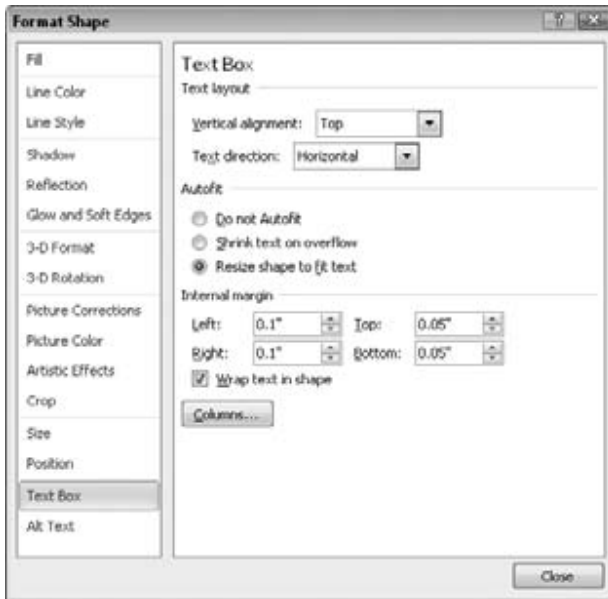 Format Shape
Fill
Line Color
Line Style
Shadow
Reflection
Glow and Soft Edges
3-D Format
3-D Rotation
Picture Corrections
Picture Color
Artistic Effects
Crop
Size
Position
Text Box
Alt Text
Text Box
Text layout
Vertical alignment: Top
Text direction: Horizontal
Autofit
Do not Autofit
Shrink text on overflow
Resize shape to fit text
Internal margin
Left: 0.1" Top: 0.05"
Right: 0.1" Bottom: 0.05"
Wrap text in shape
Columns...
Close